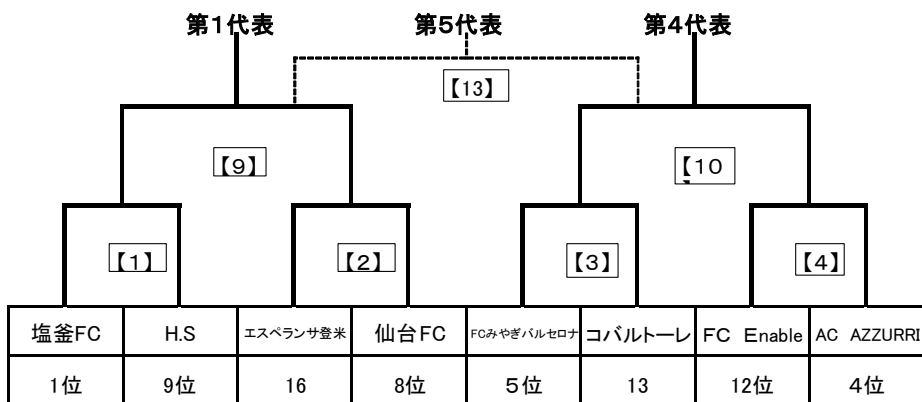 第1代表 第5代表 第4代表
【13】
【9】 【10】
【1】 【2】 【3】 【4】
塩釜FC H.S エスペランサ登米 仙台FC FCみやぎバルセロナ コバルトーレ FC Enable AC AZZURRI
1位 9位 16 8位 5位 13 12位 4位